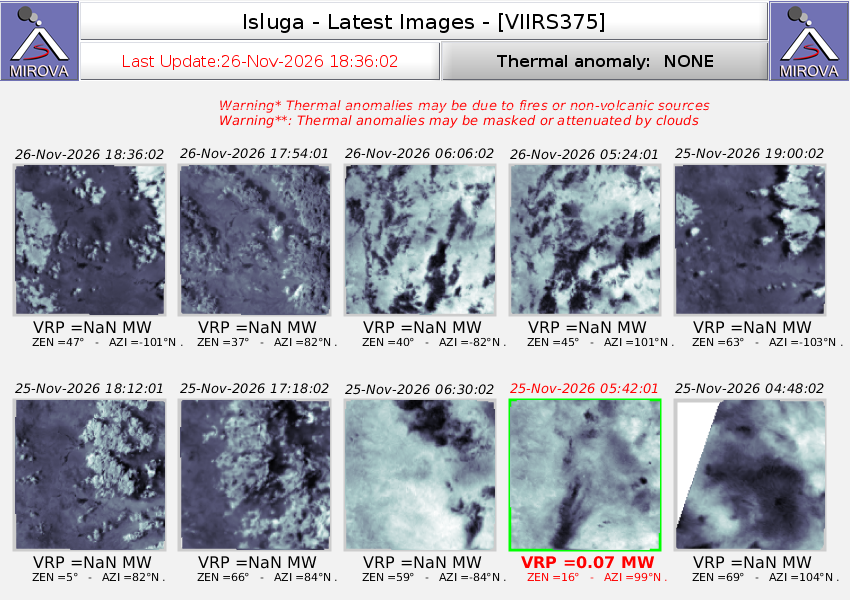 MIROVA
Isluga - Latest Images - [VIIRS375]
MIROVA
Last Update:26-Nov-2026 18:36:02
Thermal anomaly: NONE
Warning* Thermal anomalies may be due to fires or non-volcanic sources
Warning**: Thermal anomalies may be masked or attenuated by clouds
26-Nov-2026 18:36:02
26-Nov-2026 17:54:01
26-Nov-2026 06:06:02
26-Nov-2026 05:24:01
25-Nov-2026 19:00:02
VRP =NaN MW
VRP =NaN MW
VRP =NaN MW
VRP =NaN MW
VRP =NaN MW
ZEN =47° - AZI =-101°N .
ZEN =37° - AZI =82°N .
ZEN =40° - AZI =-82°N .
ZEN =45° - AZI =101°N .
ZEN =63° - AZI =-103°N .
25-Nov-2026 18:12:01
25-Nov-2026 17:18:02
25-Nov-2026 06:30:02
25-Nov-2026 05:42:01
25-Nov-2026 04:48:02
VRP =NaN MW
VRP =NaN MW
VRP =NaN MW
VRP =0.07 MW
VRP =NaN MW
ZEN =5° - AZI =82°N .
ZEN =66° - AZI =84°N .
ZEN =59° - AZI =-84°N .
ZEN =16° - AZI =99°N .
ZEN =69° - AZI =104°N .